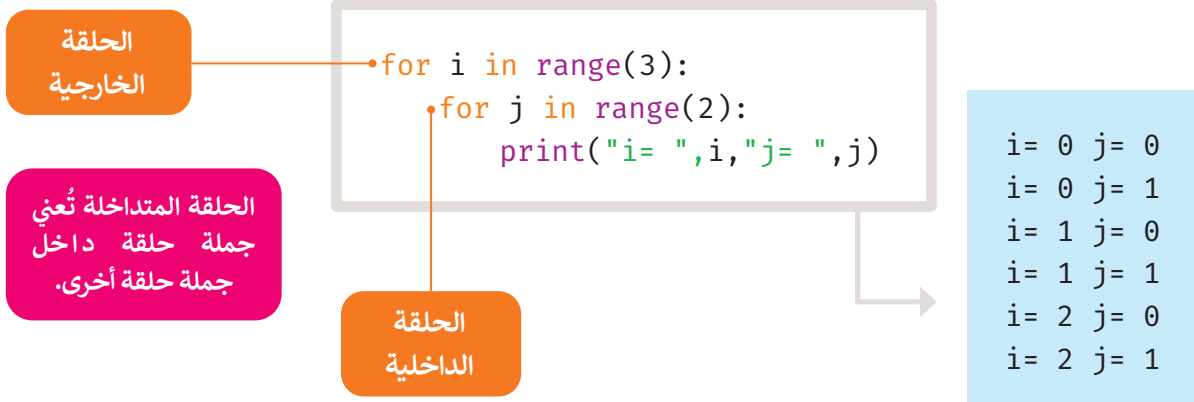 الحلقة
الخارجية
for i in range(3):
for j in range(2):
print("i= ",i,"j= ",j)
الحلقة المتداخلة تُعني
جملة حلقة داخل
جملة حلقة أخرى.
الحلقة
الداخلية
i= 0 j= 0
i= 0 j= 1
i= 1 j= 0
i= 1 j= 1
i= 2 j= 0
i= 2 j= 1